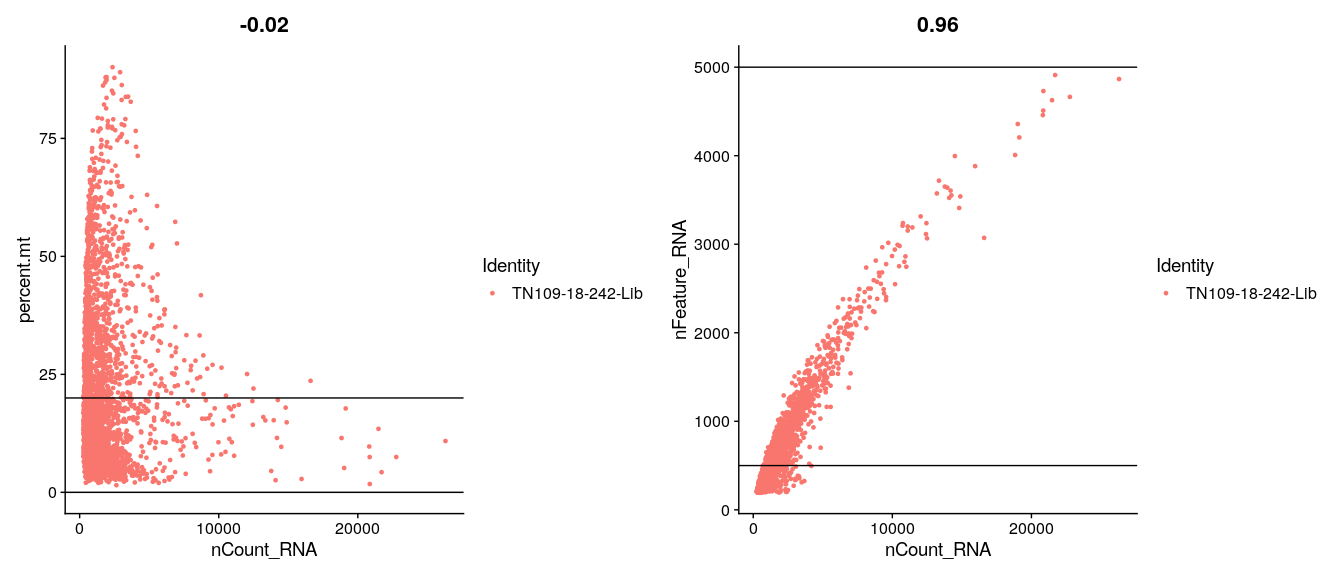 -0.02
percent.mt
75
50
25
0
0 10000 20000
nCount_RNA
Identity
TN109-18-242-Lib
0.96
nFeature_RNA
5000
4000
3000
2000
1000
0
0 10000 20000
nCount_RNA
Identity
TN109-18-242-Lib